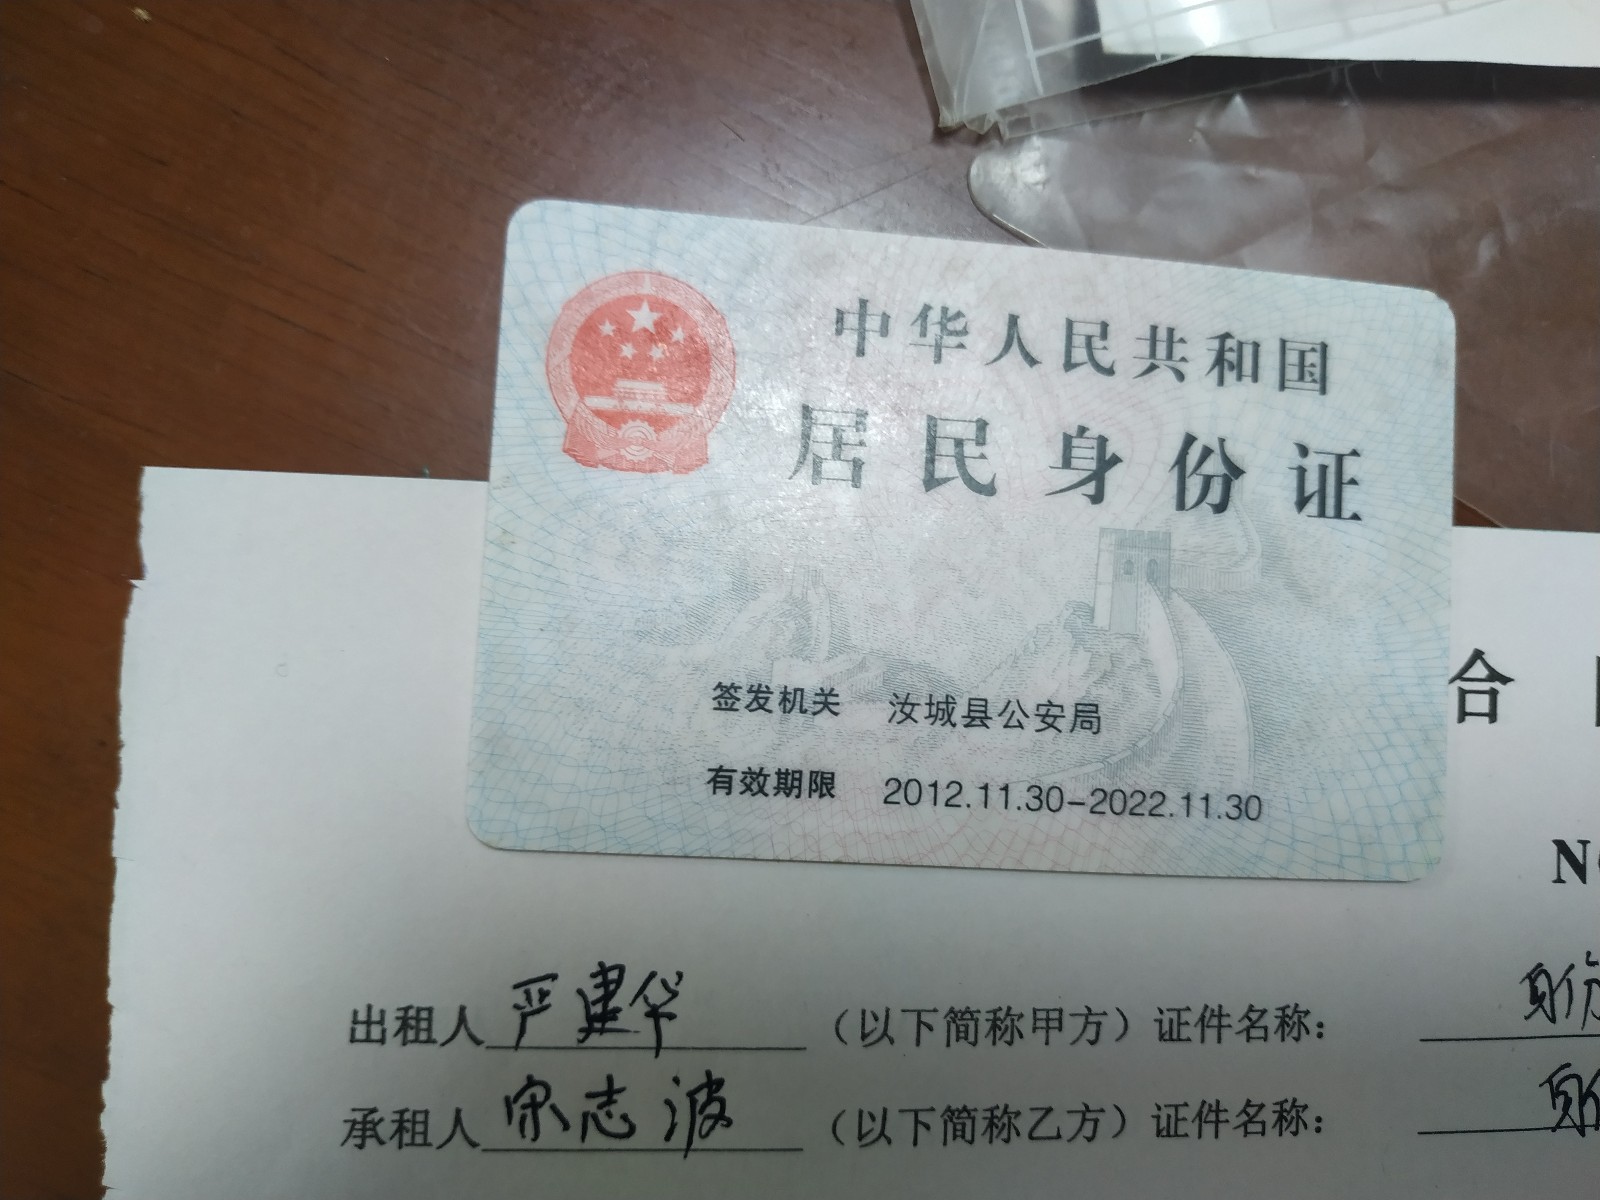 中华人民共和国
居民身份证
签发机关 汝城县公安局
有效期限 2012.11.30-2022.11.30
合
N
出租人 严建华 (以下简称甲方) 证件名称: 身份
承租人 宋志波 (以下简称乙方) 证件名称: 身